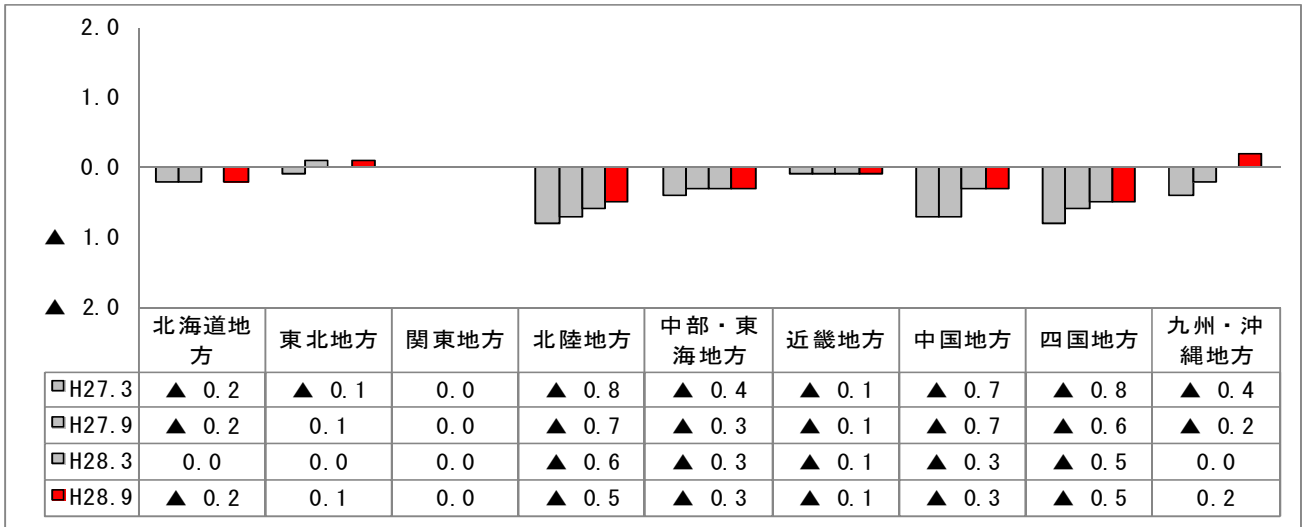 2.0
1.0
0.0
▲ 1.0
▲ 2.0
北海道地方 東北地方 関東地方 北陸地方 中部・東海地方 近畿地方 中国地方 四国地方 九州・沖縄地方
H27.3 ▲ 0.2 ▲ 0.1 0.0 ▲ 0.8 ▲ 0.4 ▲ 0.1 ▲ 0.7 ▲ 0.8 ▲ 0.4
H27.9 ▲ 0.2 0.1 0.0 ▲ 0.7 ▲ 0.3 ▲ 0.1 ▲ 0.7 ▲ 0.6 ▲ 0.2
H28.3 0.0 0.0 0.0 ▲ 0.6 ▲ 0.3 ▲ 0.1 ▲ 0.3 ▲ 0.5 0.0
H28.9 ▲ 0.2 0.1 0.0 ▲ 0.5 ▲ 0.3 ▲ 0.1 ▲ 0.3 ▲ 0.5 0.2